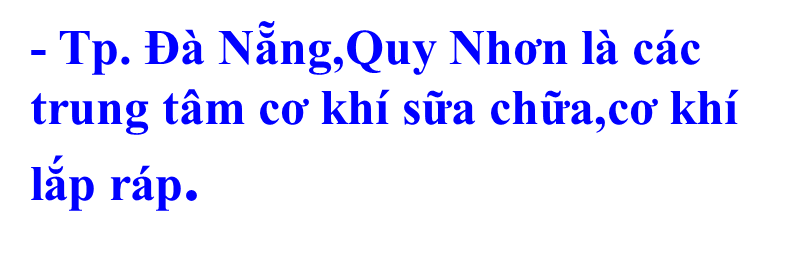 - Tp. Đà Nẵng,Quy Nhơn là các
trung tâm cơ khí sữa chữa,cơ khí
lắp ráp.